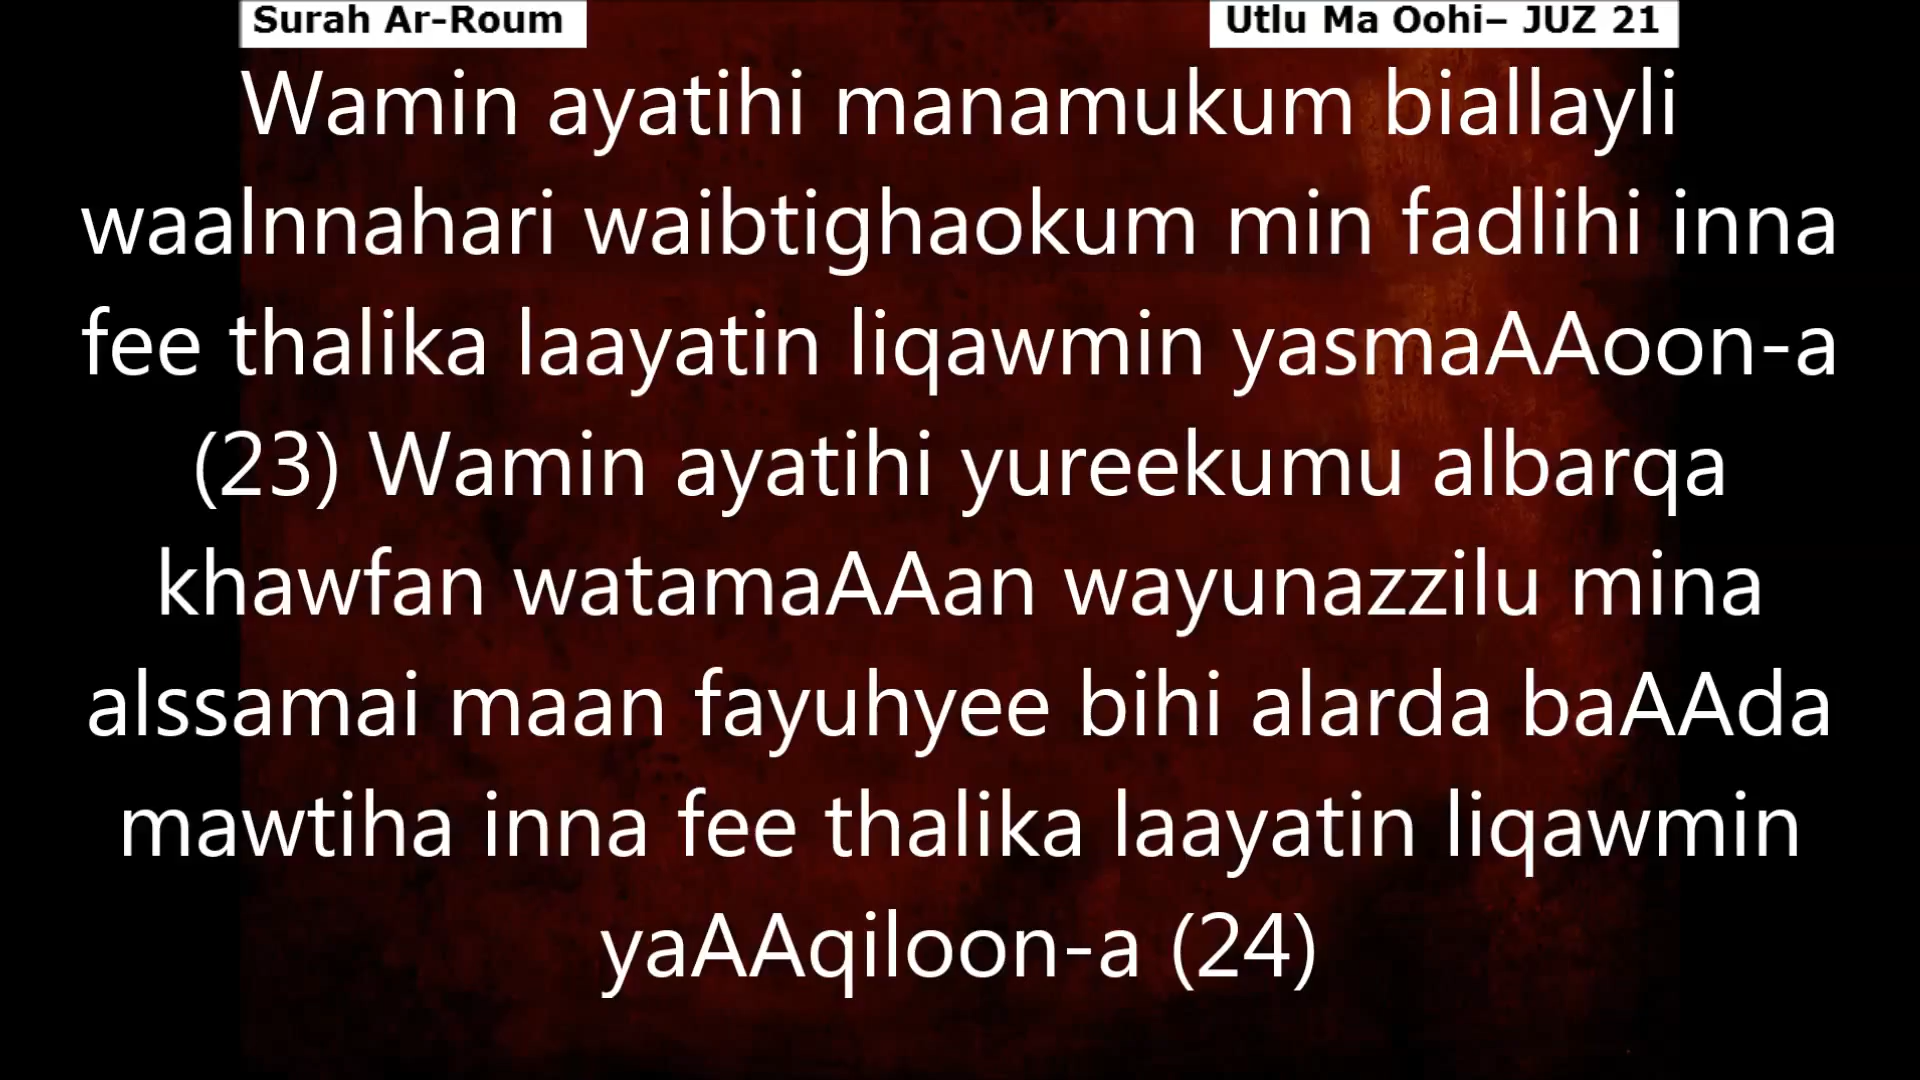 Surah Ar-Roum
Utlu Ma Oohi– JUZ 21
Wamin ayatihi manamukum biallayli
waalnnahari waibtighaokum min fadlihi inna
fee thalika laayatin liqawmin yasmaAAoon-a
(23) Wamin ayatihi yureekumu albarqa
khawfan watamaAAan wayunazzilu mina
alssamai maan fayuhyee bihi alarda baAAda
mawtiha inna fee thalika laayatin liqawmin
yaAAqiloon-a (24)